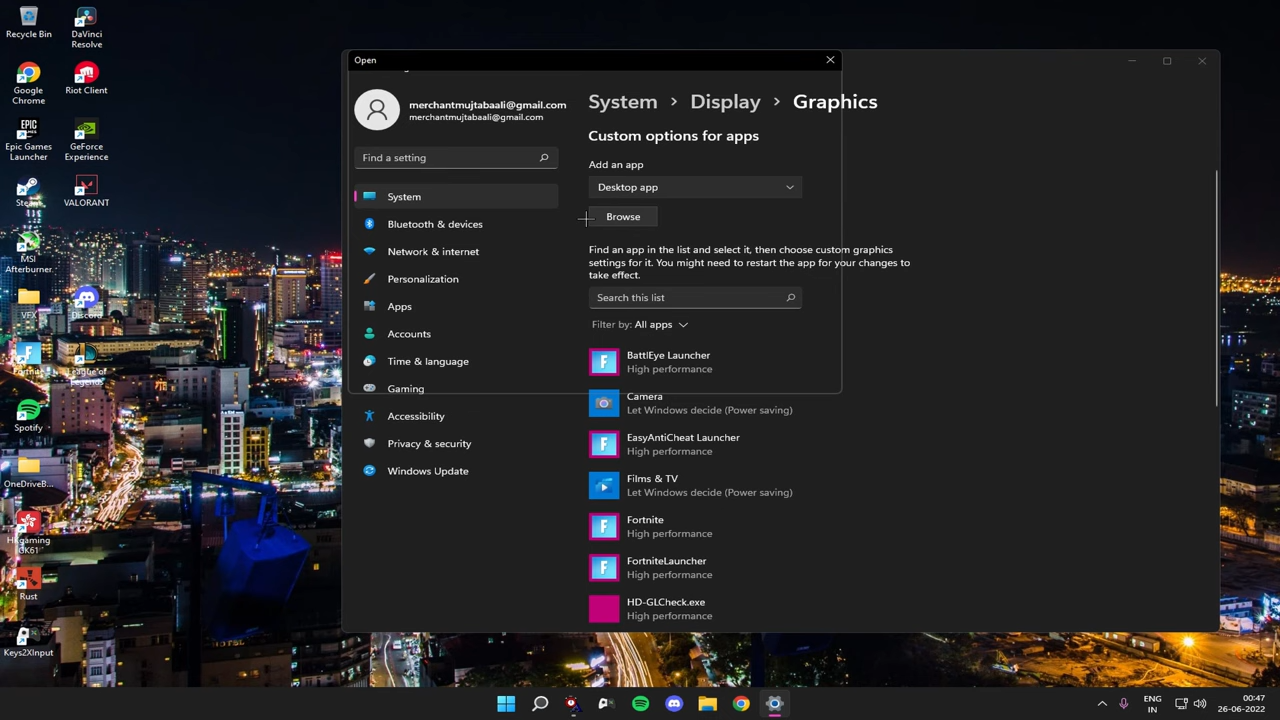 Recycle Bin
DaVinci
Resolve
Google
Chrome
Riot Client
Epic Games
Launcher
GeForce
Experience
Steam
VALORANT
MSI
Afterburner
VFX
Discord
Fortnite
League of
Legends
Spotify
OneDriveB...
HKgaming
GK61
Rust
Keys2XInput
Open
merchantmujtabaali@gmail.com
merchantmujtabaali@gmail.com
Find a setting
System
Bluetooth & devices
Network & internet
Personalization
Apps
Accounts
Time & language
Gaming
Accessibility
Privacy & security
Windows Update
System > Display > Graphics
Custom options for apps
Add an app
Desktop app
Browse
Find an app in the list and select it, then choose custom graphics
settings for it. You might need to restart the app for your changes to
take effect.
Search this list
Filter by: All apps
BattlEye Launcher
High performance
Camera
Let Windows decide (Power saving)
EasyAntiCheat Launcher
High performance
Films & TV
Let Windows decide (Power saving)
Fortnite
High performance
FortniteLauncher
High performance
HD-GLCheck.exe
High performance
ENG
IN
00:47
26-06-2022